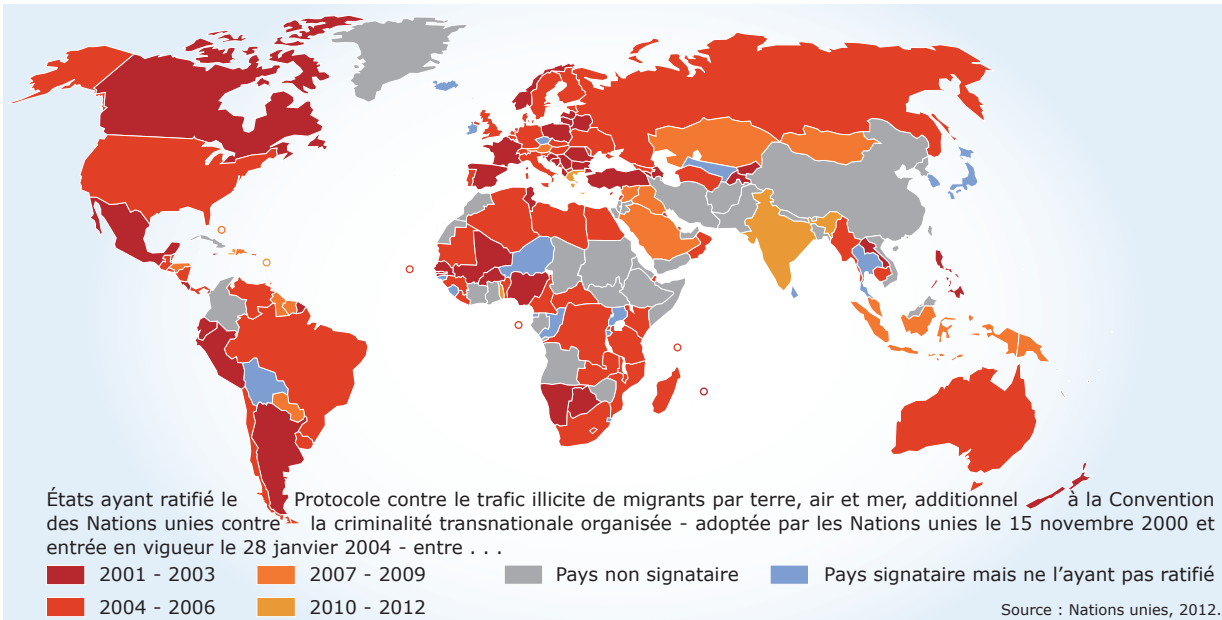 États ayant ratifié le Protocole contre le trafic illicite de migrants par terre, air et mer, additionnel à la Convention
des Nations unies contre la criminalité transnationale organisée - adoptée par les Nations unies le 15 novembre 2000 et
entrée en vigueur le 28 janvier 2004 - entre . . .
2001 - 2003
2007 - 2009
Pays non signataire
Pays signataire mais ne l'ayant pas ratifié
2004 - 2006
2010 - 2012
Source : Nations unies, 2012.